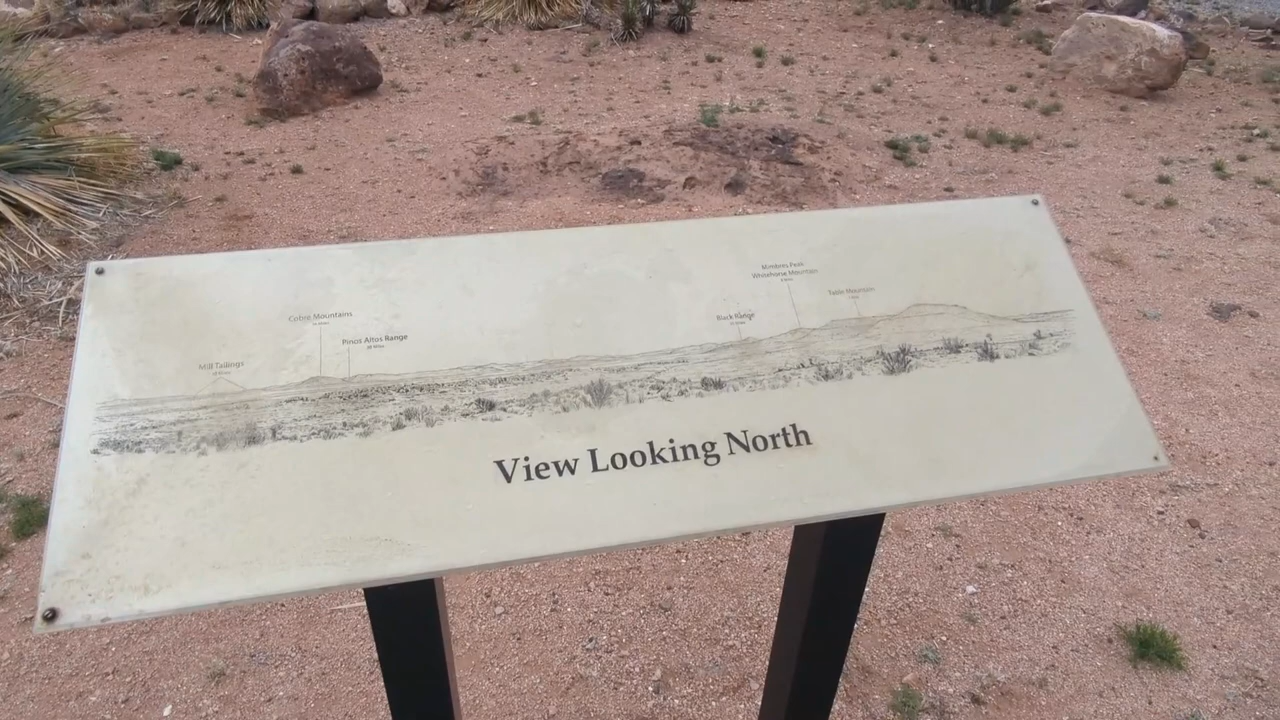 Cobre Mountains
Pinos Altos Range
Mill Tailings
Mimbres Peak
Whitehorse Mountain
Table Mountain
Black Range
View Looking North